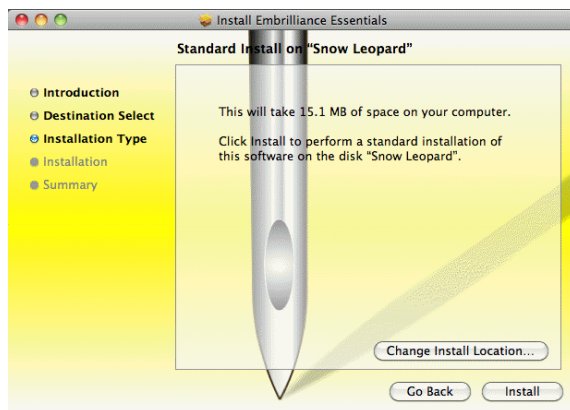 Install Embrilliance Essentials
Standard Install on “Snow Leopard”
Introduction
Destination Select
Installation Type
Installation
Summary
This will take 15.1 MB of space on your computer.
Click Install to perform a standard installation of
this software on the disk “Snow Leopard”.
Change Install Location...
Go Back
Install